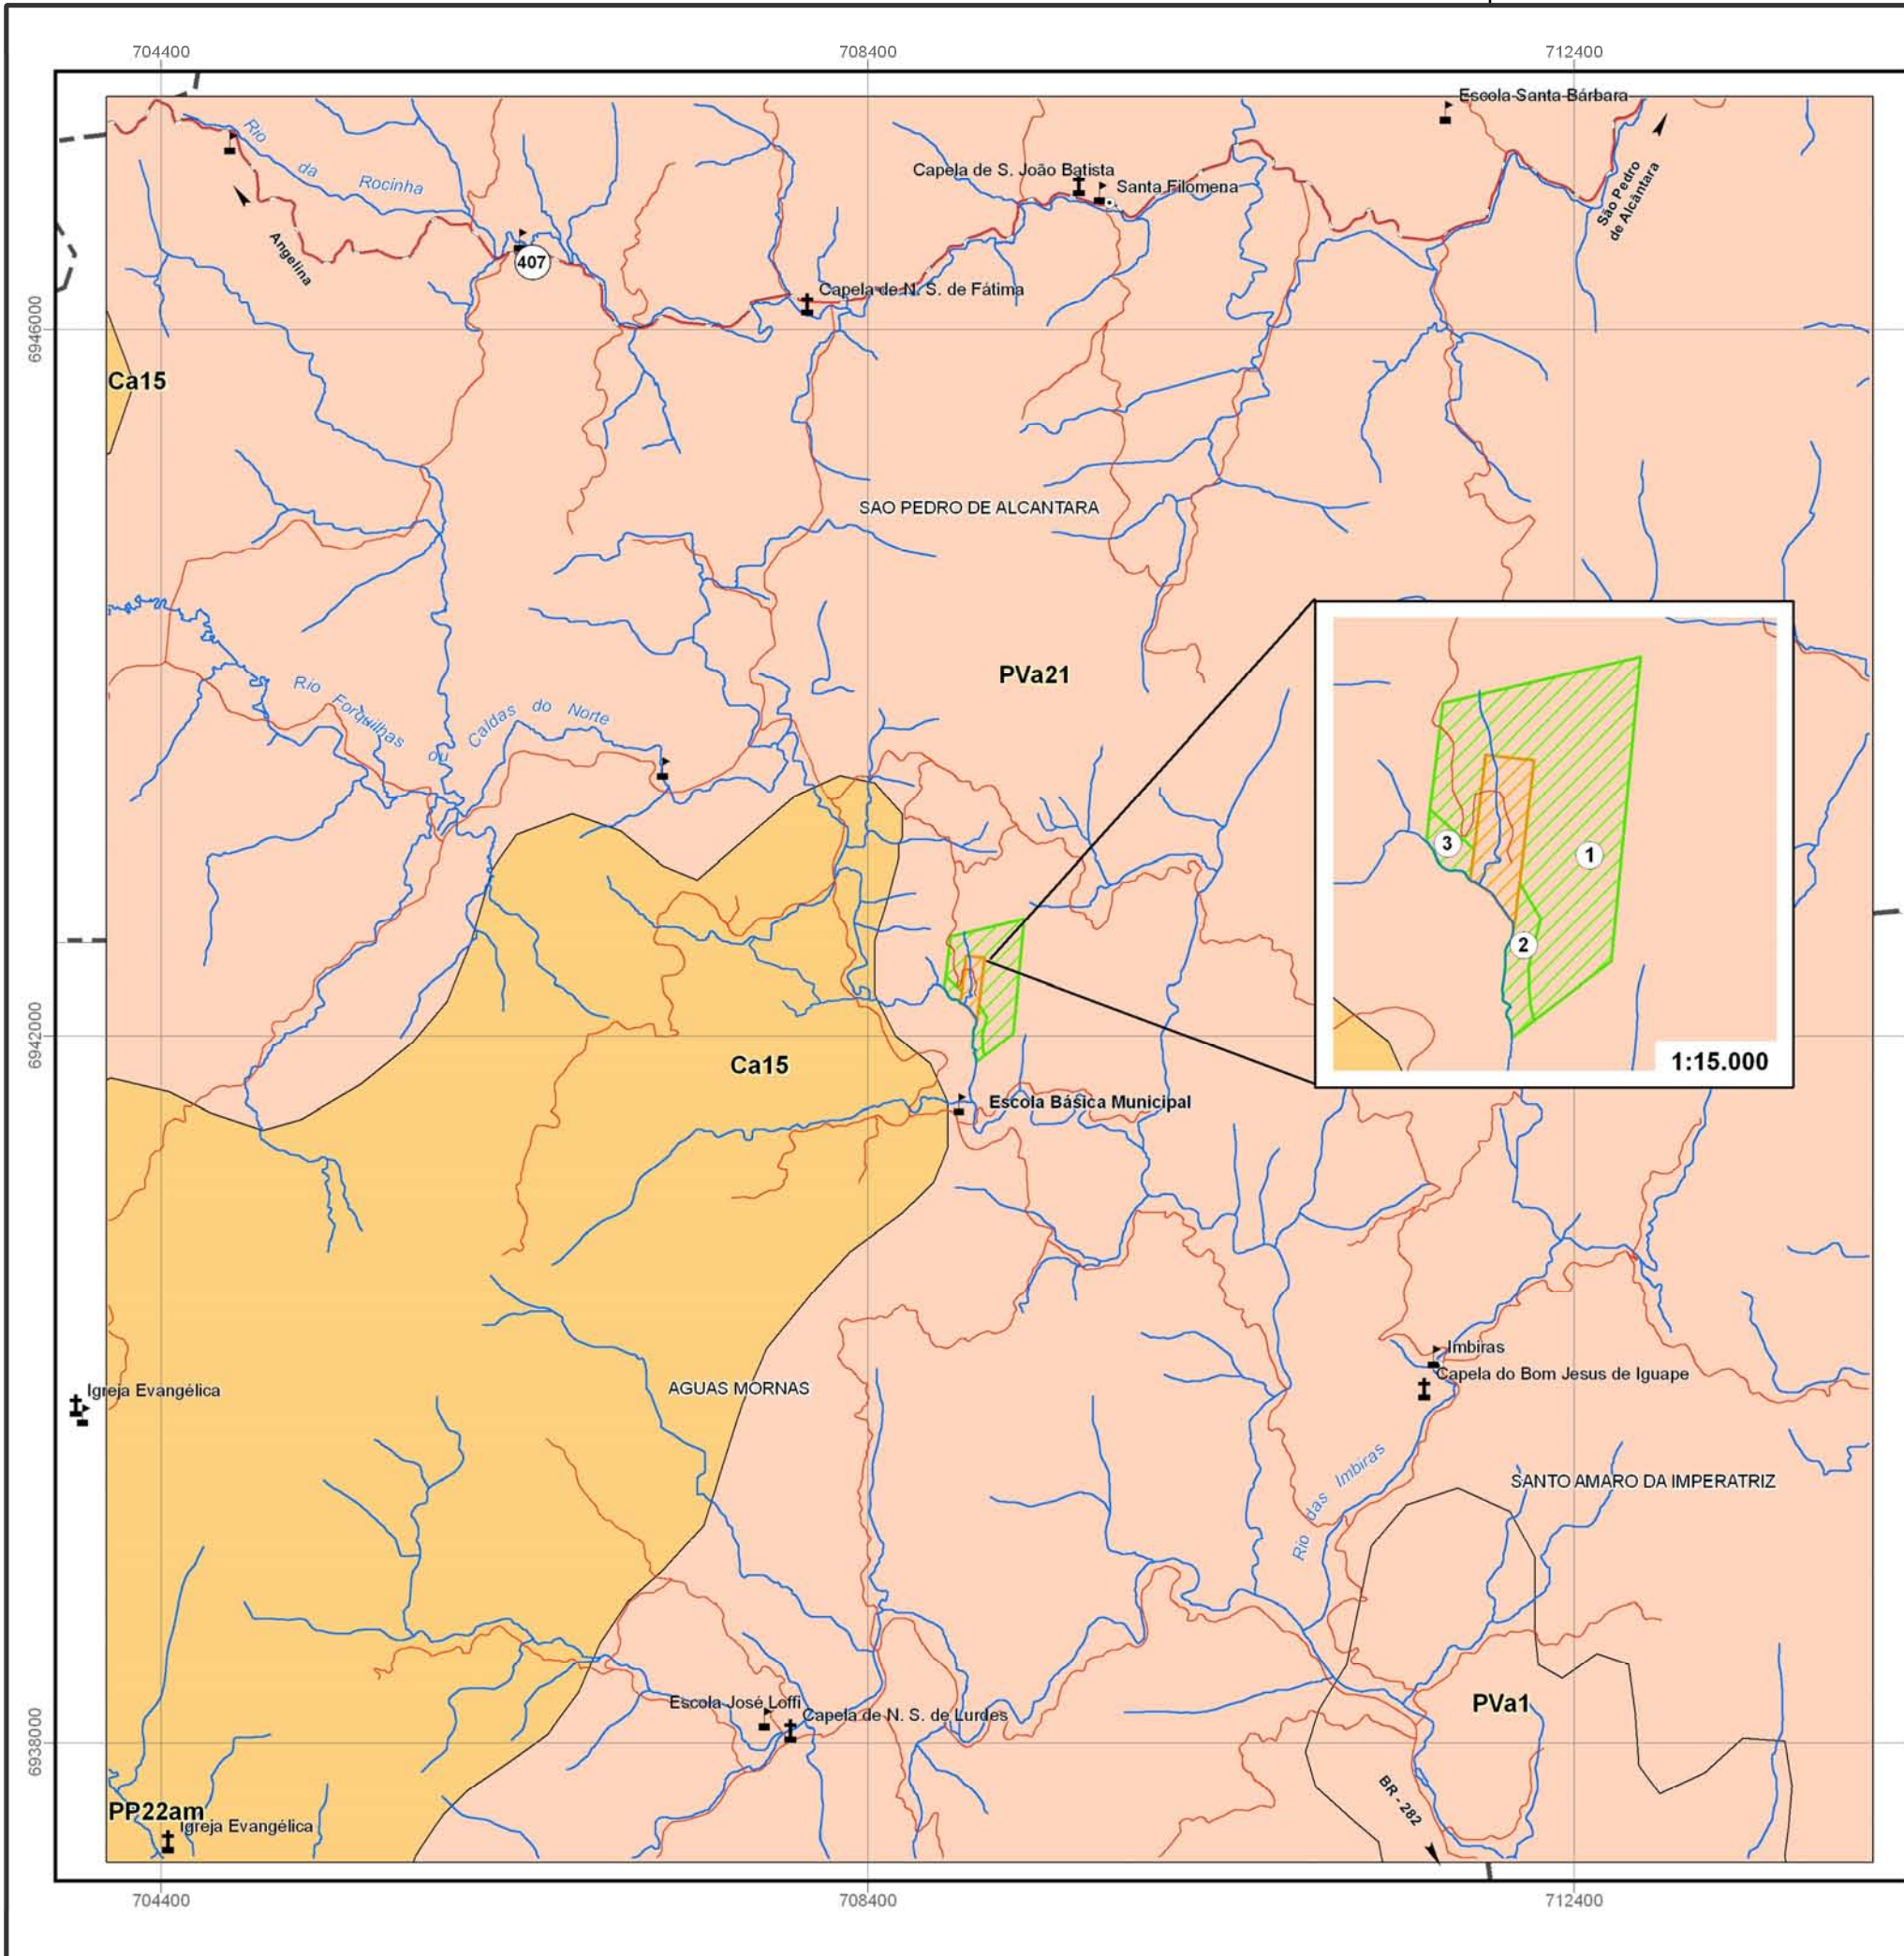 704400
708400
712400
Escola Santa Bárbara
Rio
da
Rocinha
Capela de S. João Batista
Santa Filomena
São Pedro
de Alcântara
Angelina
407
Capela de N. S. de Fátima
6946000
Ca15
SAO PEDRO DE ALCANTARA
PVa21
Rio Forquilhas ou Caldas do Norte
3
1
2
1:15.000
6942000
Ca15
Escola Básica Municipal
Imbiras
Capela do Bom Jesus de Iguape
Igreja Evangélica
AGUAS MORNAS
Rio das Imbiras
SANTO AMARO DA IMPERATRIZ
Escola José Loffi
Capela de N. S. de Lurdes
PVa1
6938000
BR - 282
PP22am
Igreja Evangélica
704400
708400
712400